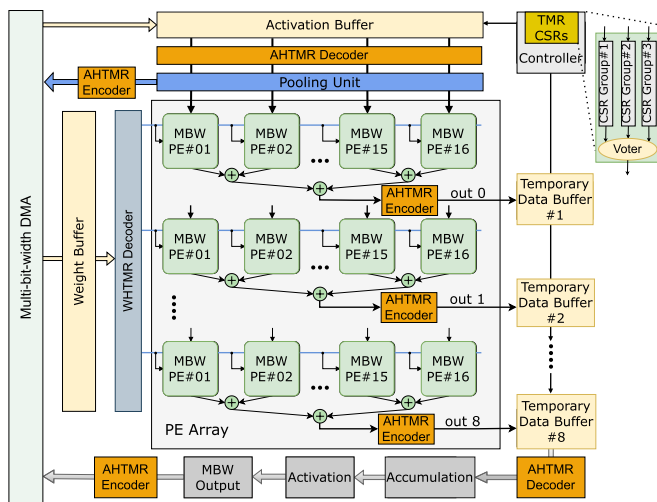 Activation Buffer
TMR
CSRs
Controller
CSR Group#1
CSR Group#2
CSR Group#3
Voter
AHTMR Decoder
AHTMR
Encoder
Pooling Unit
Multi-bit-width DMA
Weight Buffer
WHTMR Decoder
MBW
PE#01
MBW
PE#02
...
MBW
PE#15
MBW
PE#16
AHTMR
Encoder
out 0
Temporary
Data Buffer
#1
MBW
PE#01
MBW
PE#02
...
MBW
PE#15
MBW
PE#16
AHTMR
Encoder
out 1
Temporary
Data Buffer
#2
MBW
PE#01
MBW
PE#02
...
MBW
PE#15
MBW
PE#16
PE Array
AHTMR
Encoder
out 8
Temporary
Data Buffer
#8
AHTMR
Encoder
MBW
Output
Activation
Accumulation
AHTMR
Decoder